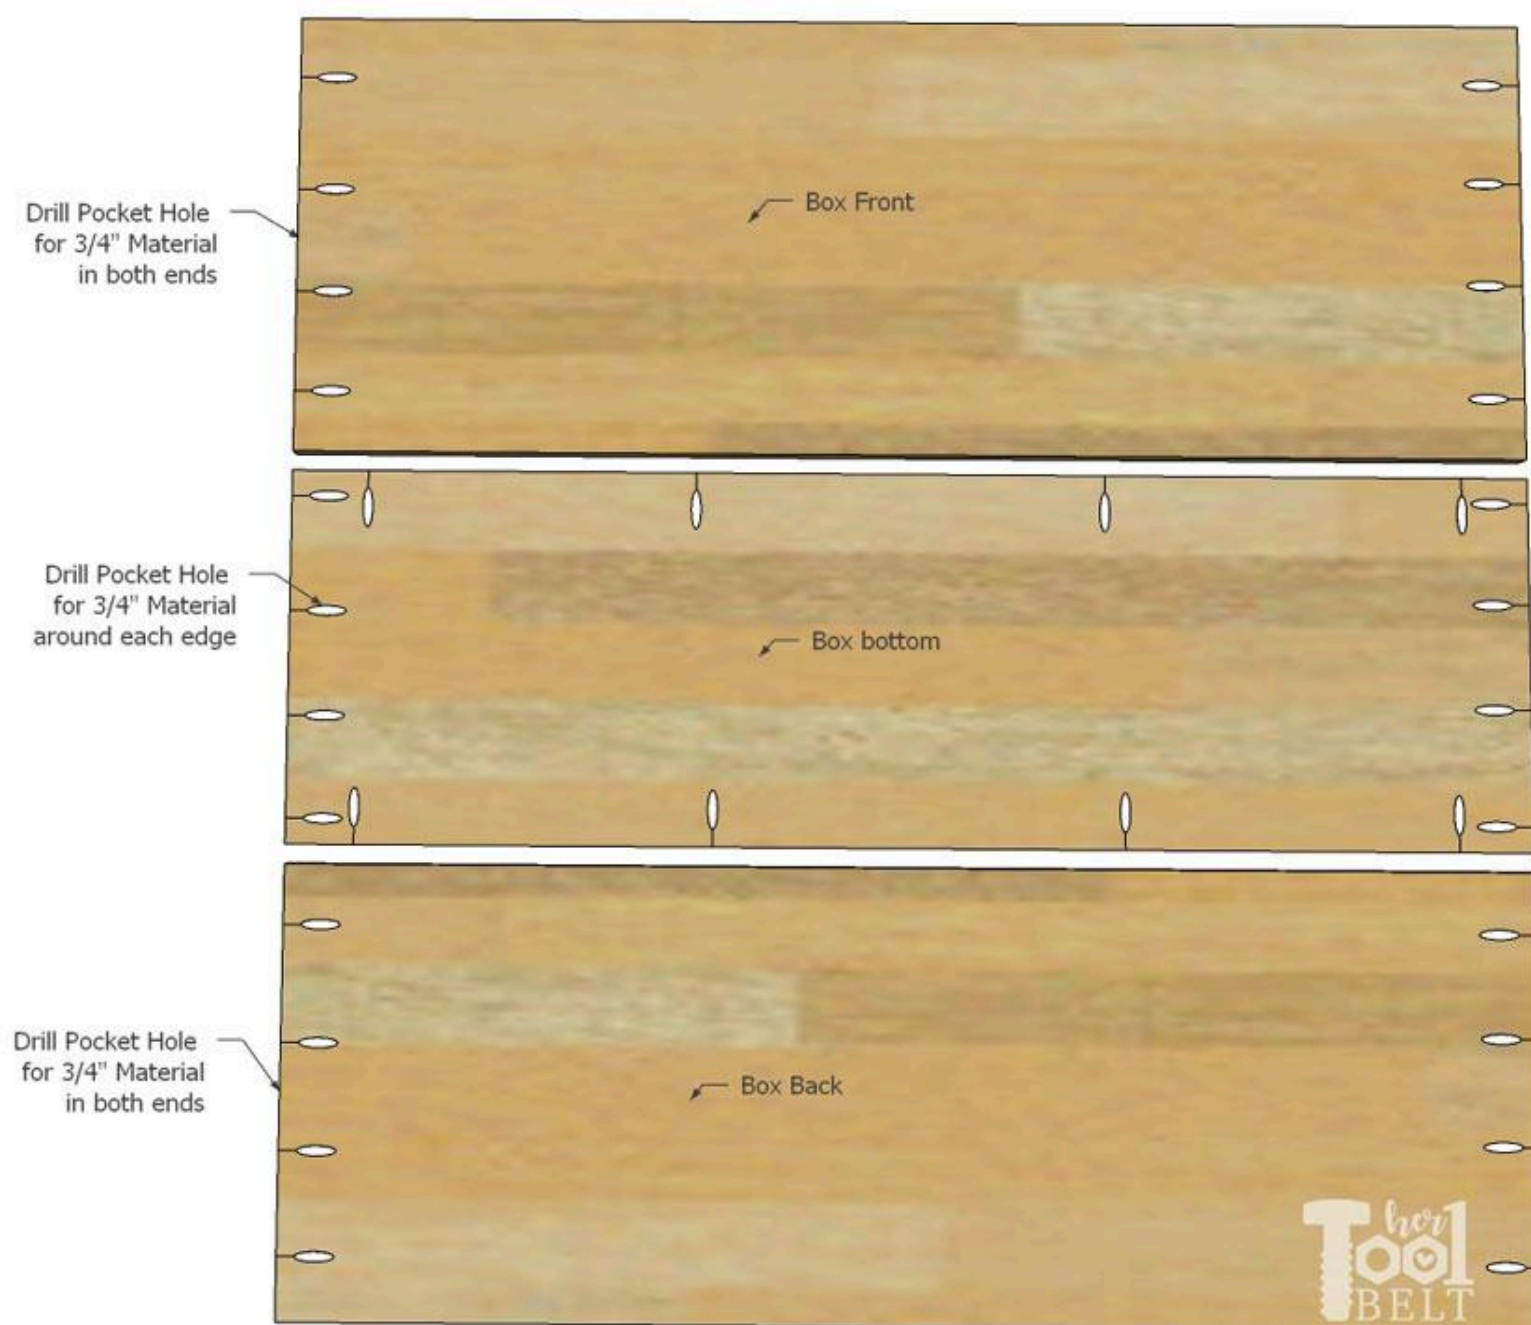 Drill Pocket Hole
for 3/4" Material
in both ends
Box Front
Drill Pocket Hole
for 3/4" Material
around each edge
Box bottom
Drill Pocket Hole
for 3/4" Material
in both ends
Box Back
her
Tool
BELT